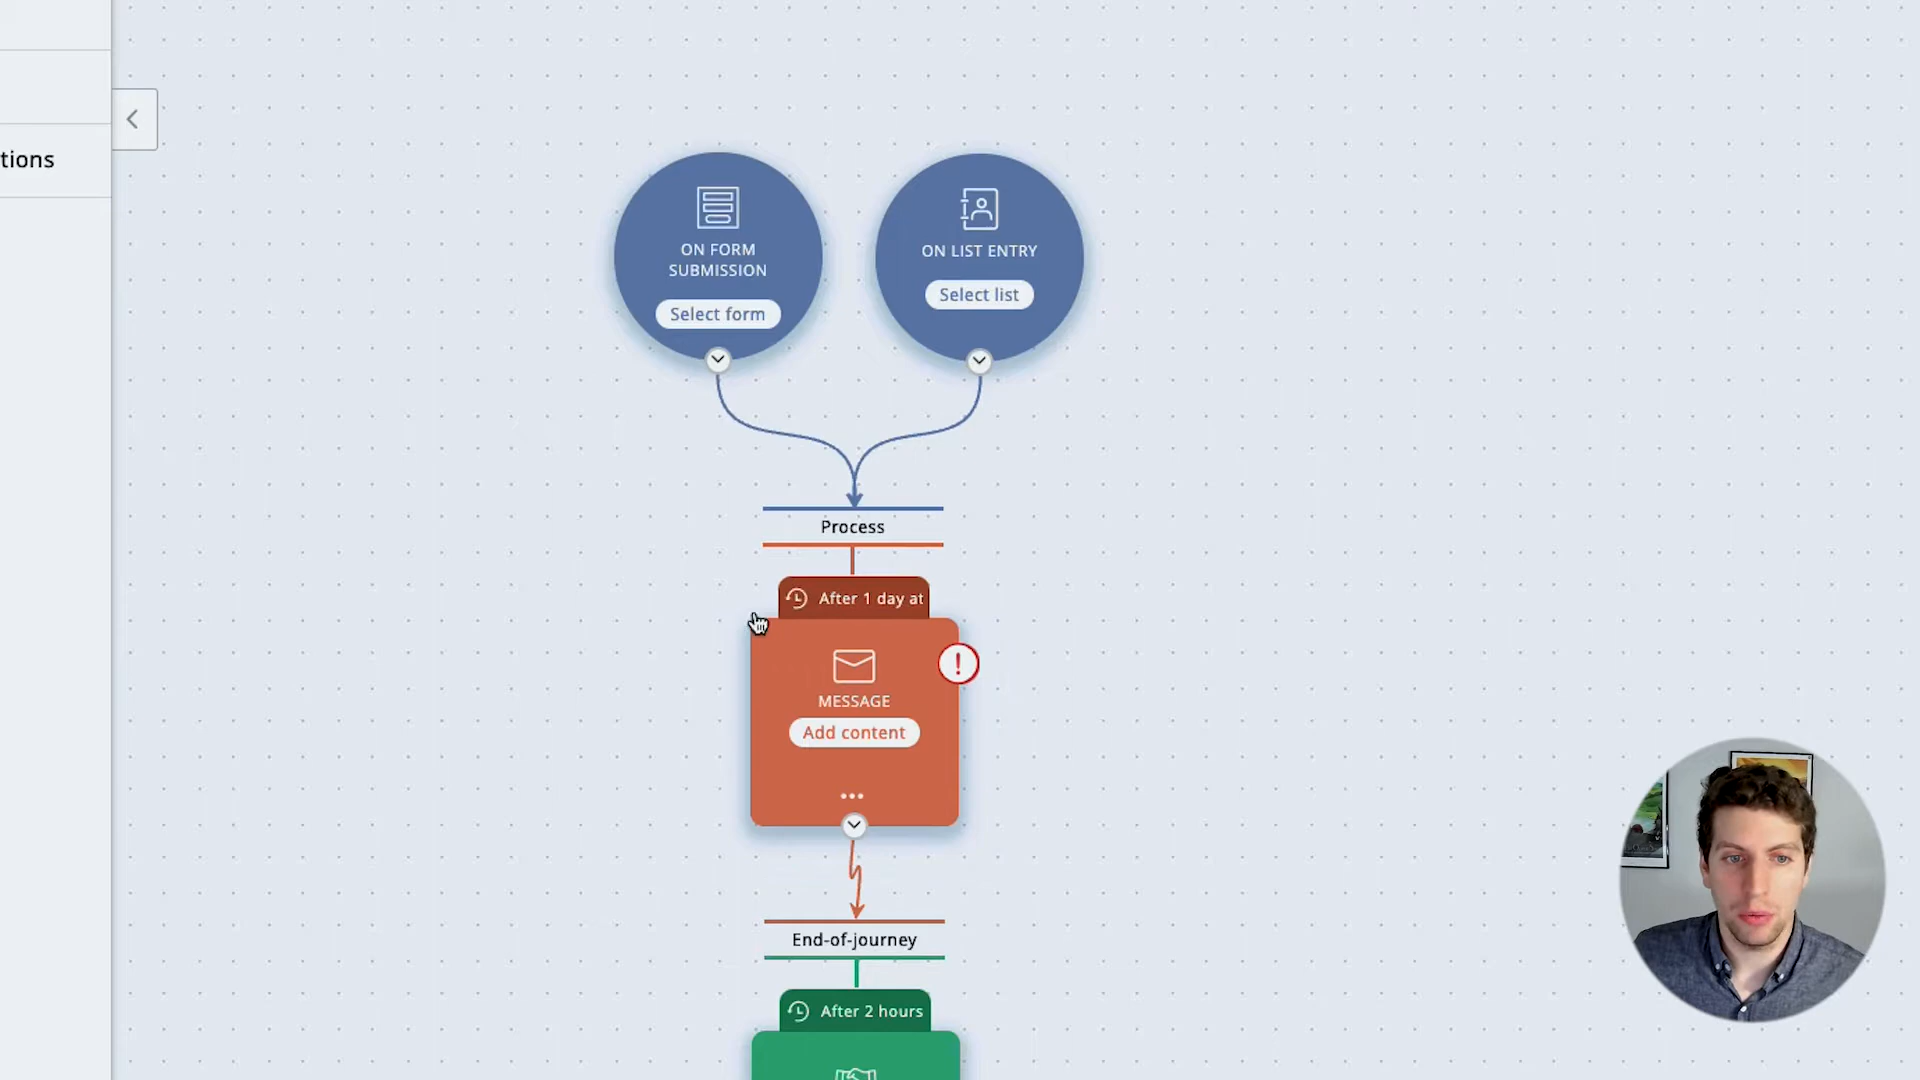 tions
ON FORM
SUBMISSION
Select form
ON LIST ENTRY
Select list
Process
After 1 day at
MESSAGE
Add content
End-of-journey
After 2 hours